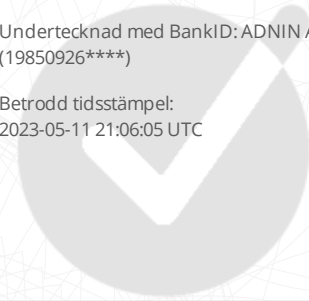 Undertecknad med BankID: ADNIN A
(19850926****)
Betrodd tidsstämpel:
2023-05-11 21:06:05 UTC